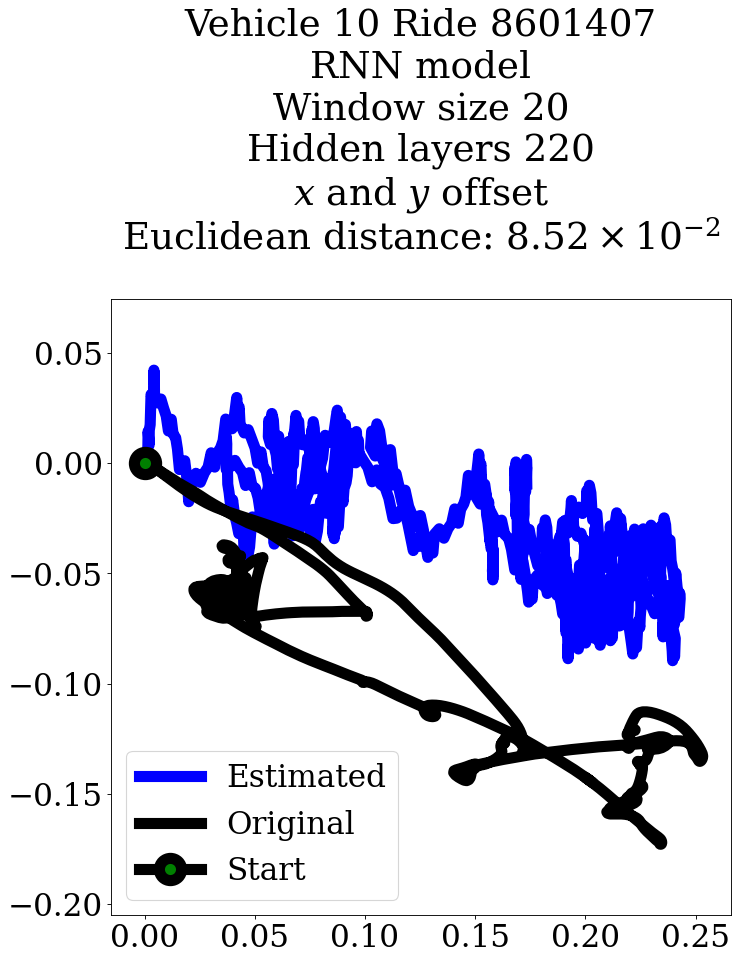 Vehicle 10 Ride 8601407
RNN model
Window size 20
Hidden layers 220
x and y offset
Euclidean distance: 8.52 × 10⁻²
0.05
0.00
−0.05
−0.10
−0.15
−0.20
Estimated
Original
Start
0.00 0.05 0.10 0.15 0.20 0.25